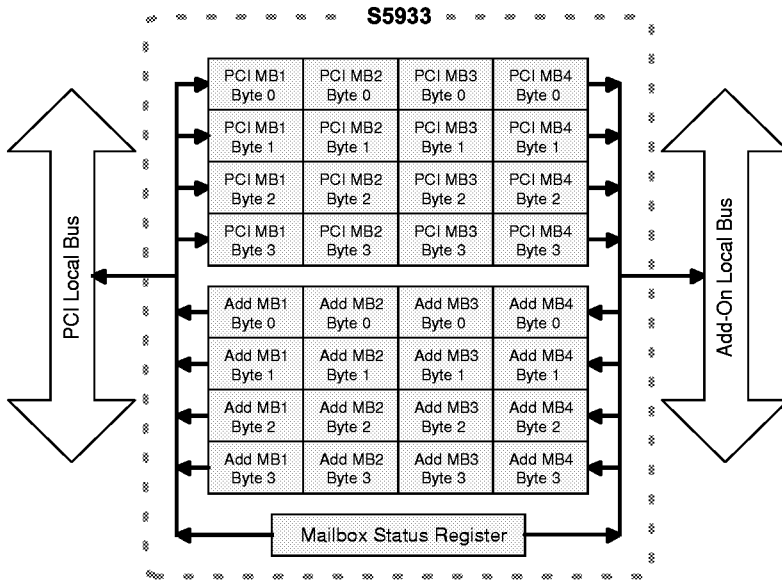 S5933
PCI MB1 PCI MB2 PCI MB3 PCI MB4
Byte 0 Byte 0 Byte 0 Byte 0
PCI MB1 PCI MB2 PCI MB3 PCI MB4
Byte 1 Byte 1 Byte 1 Byte 1
PCI MB1 PCI MB2 PCI MB3 PCI MB4
Byte 2 Byte 2 Byte 2 Byte 2
PCI MB1 PCI MB2 PCI MB3 PCI MB4
Byte 3 Byte 3 Byte 3 Byte 3
PCI Local Bus
Add-On Local Bus
Add MB1 Add MB2 Add MB3 Add MB4
Byte 0 Byte 0 Byte 0 Byte 0
Add MB1 Add MB2 Add MB3 Add MB4
Byte 1 Byte 1 Byte 1 Byte 1
Add MB1 Add MB2 Add MB3 Add MB4
Byte 2 Byte 2 Byte 2 Byte 2
Add MB1 Add MB2 Add MB3 Add MB4
Byte 3 Byte 3 Byte 3 Byte 3
Mailbox Status Register